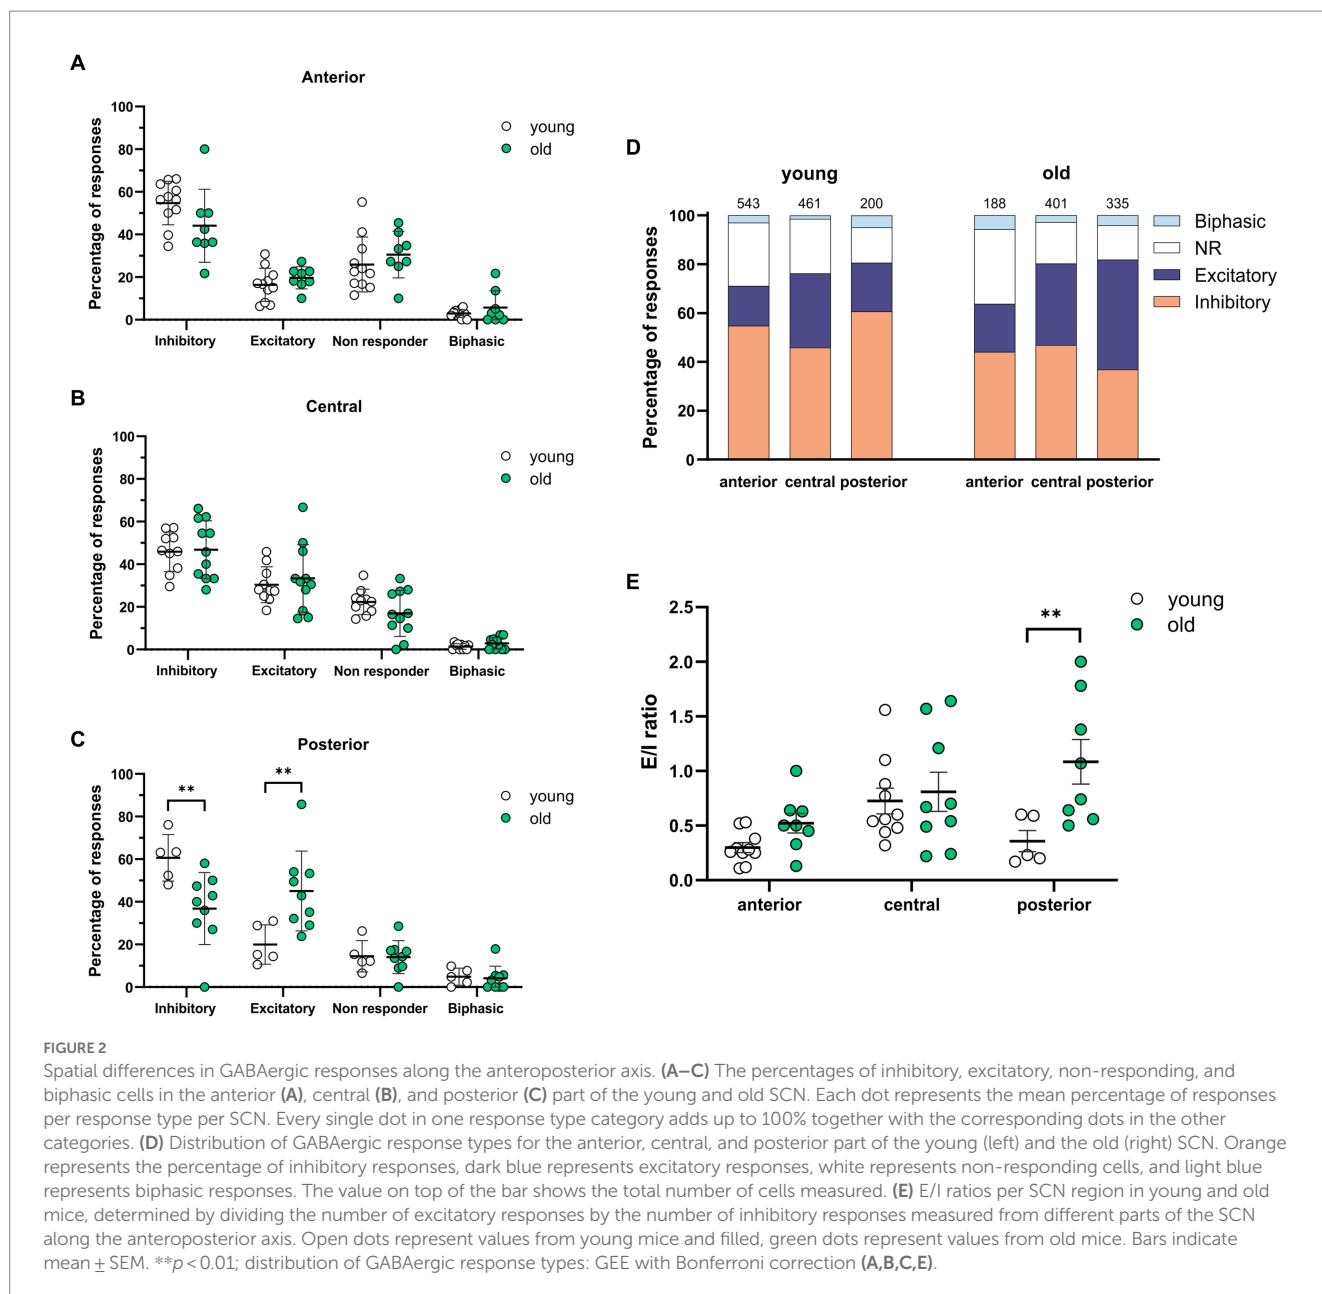 A
Anterior
Percentage of responses
100
80
60
40
20
0
young
old
Inhibitory Excitatory Non responder Biphasic
B
Central
Percentage of responses
100
80
60
40
20
0
young
old
Inhibitory Excitatory Non responder Biphasic
C
Posterior
Percentage of responses
100
80
60
40
20
0
**
**
young
old
Inhibitory Excitatory Non responder Biphasic
D
young old
543 461 200 188 401 335
Percentage of responses
100
80
60
40
20
0
Biphasic
NR
Excitatory
Inhibitory
anterior central posterior anterior central posterior
E
E/I ratio
2.5
2.0
1.5
1.0
0.5
0.0
**
young
old
anterior central posterior
FIGURE 2
Spatial differences in GABAergic responses along the anteroposterior axis. (A–C) The percentages of inhibitory, excitatory, non-responding, and
biphasic cells in the anterior (A), central (B), and posterior (C) part of the young and old SCN. Each dot represents the mean percentage of responses
per response type per SCN. Every single dot in one response type category adds up to 100% together with the corresponding dots in the other
categories. (D) Distribution of GABAergic response types for the anterior, central, and posterior part of the young (left) and the old (right) SCN. Orange
represents the percentage of inhibitory responses, dark blue represents excitatory responses, white represents non-responding cells, and light blue
represents biphasic responses. The value on top of the bar shows the total number of cells measured. (E) E/I ratios per SCN region in young and old
mice, determined by dividing the number of excitatory responses by the number of inhibitory responses measured from different parts of the SCN
along the anteroposterior axis. Open dots represent values from young mice and filled, green dots represent values from old mice. Bars indicate
mean ± SEM. **p < 0.01; distribution of GABAergic response types: GEE with Bonferroni correction (A,B,C,E).